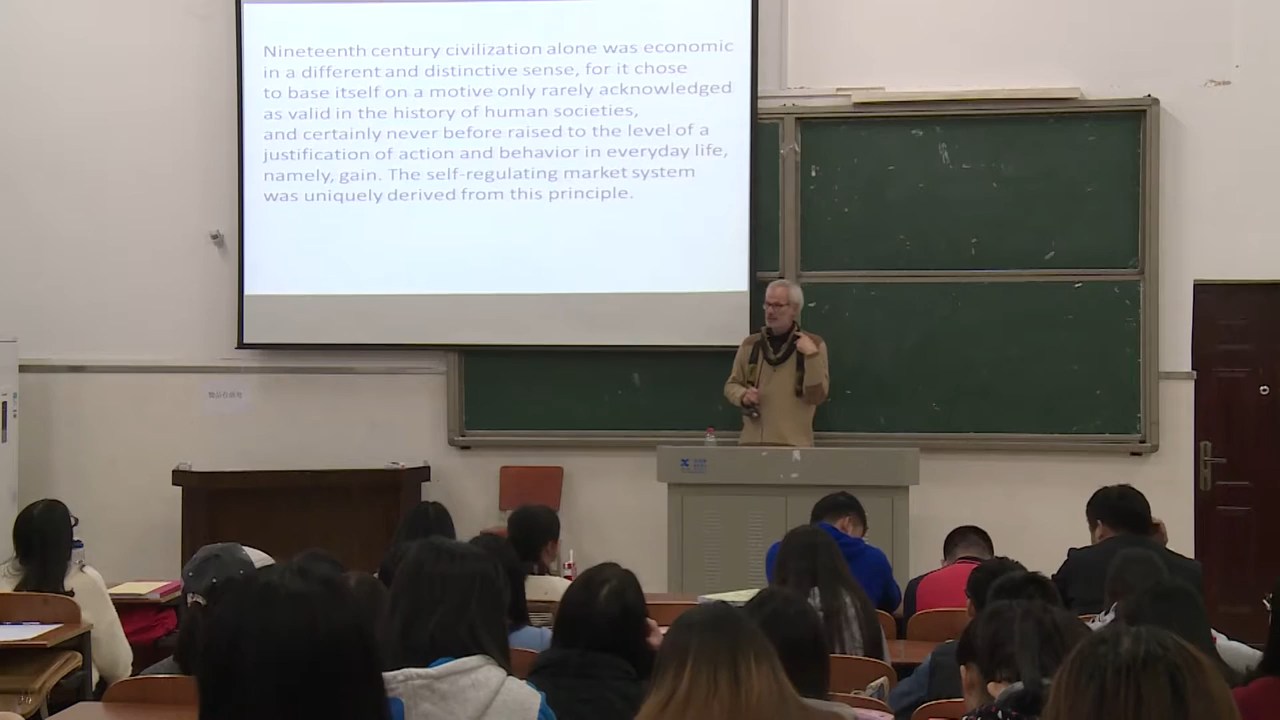 Nineteenth century civilization alone was economic
in a different and distinctive sense, for it chose
to base itself on a motive only rarely acknowledged
as valid in the history of human societies,
and certainly never before raised to the level of a
justification of action and behavior in everyday life,
namely, gain. The self-regulating market system
was uniquely derived from this principle.